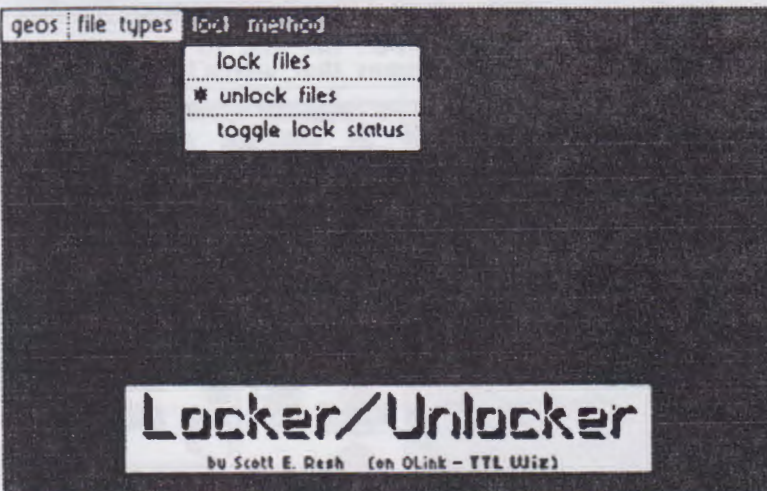 geos file types lock method
lock files
* unlock files
toggle lock status
Locker/Unlocker
by Scott E. Resh (on QLink - TTL Wiz)